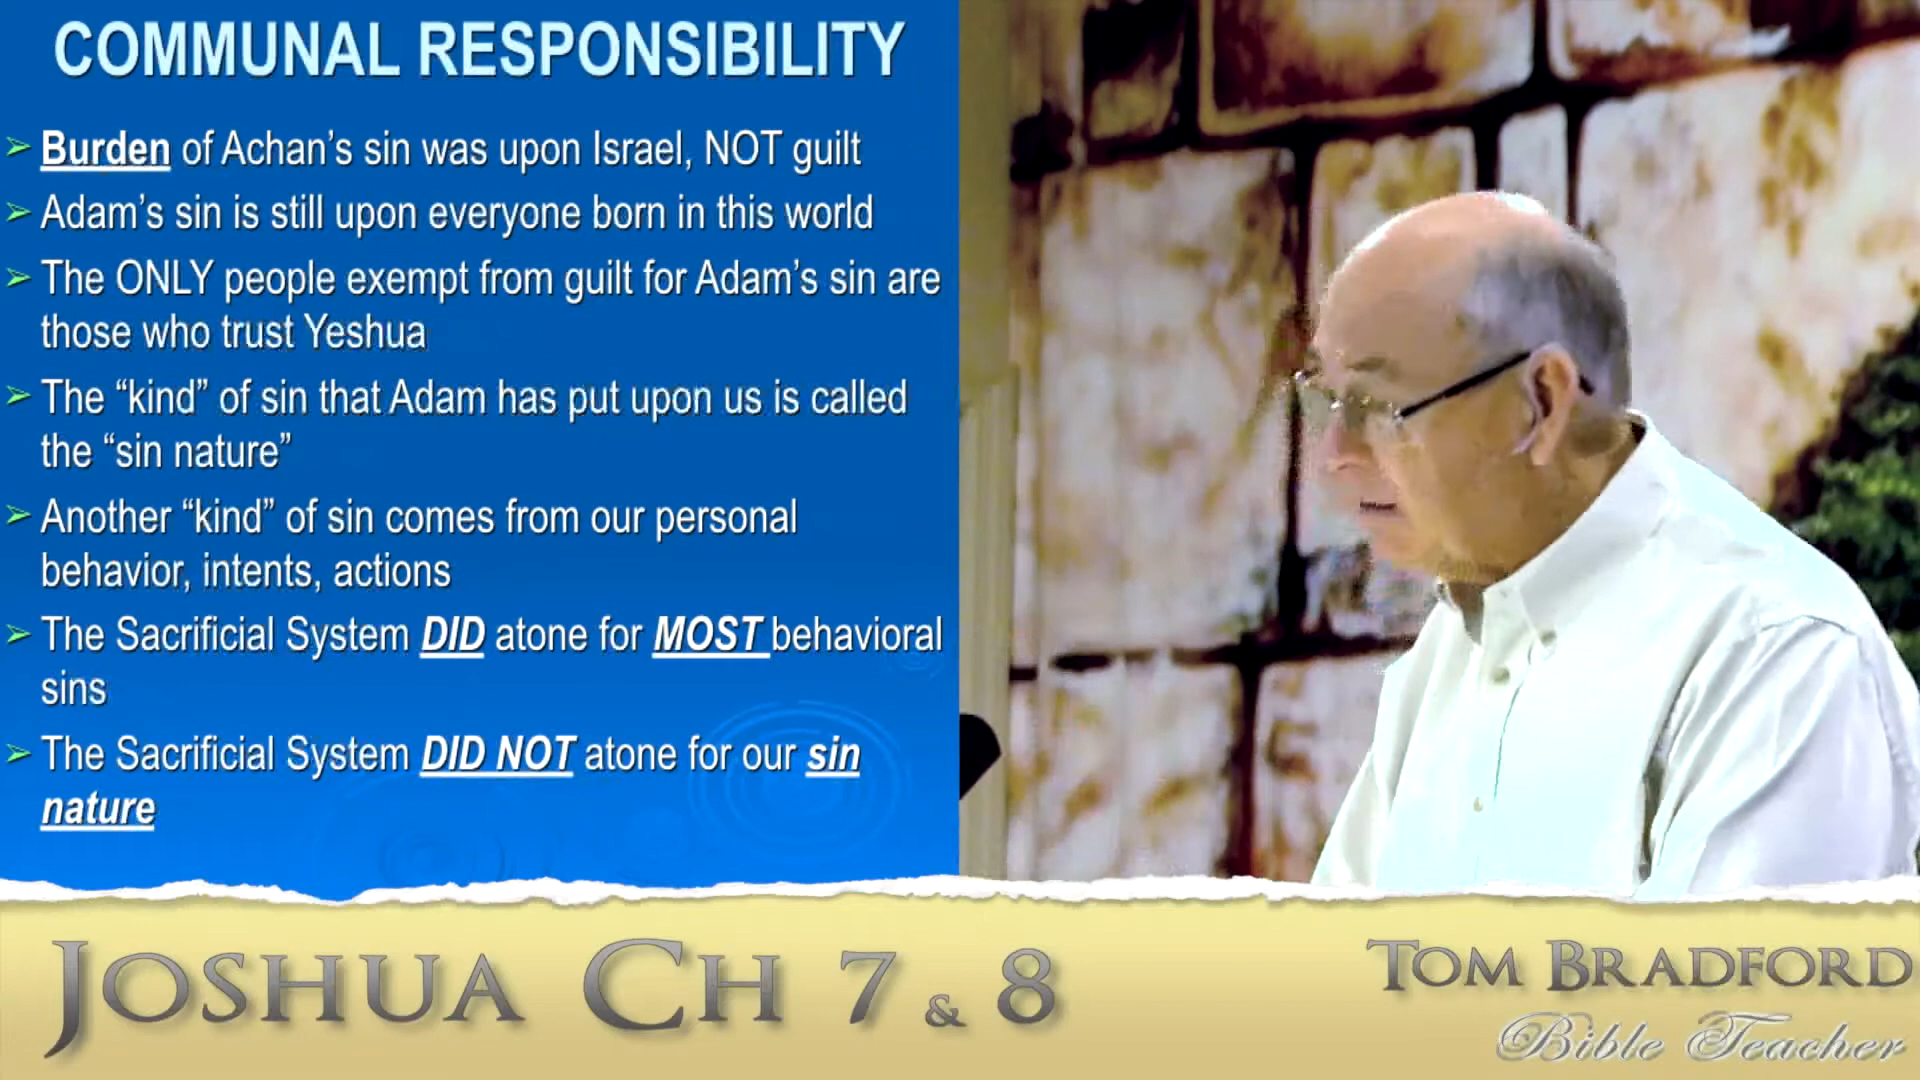 COMMUNAL RESPONSIBILITY
➢ Burden of Achan’s sin was upon Israel, NOT guilt
➢ Adam’s sin is still upon everyone born in this world
➢ The ONLY people exempt from guilt for Adam’s sin are
those who trust Yeshua
➢ The “kind” of sin that Adam has put upon us is called
the “sin nature”
➢ Another “kind” of sin comes from our personal
behavior, intents, actions
➢ The Sacrificial System DID atone for MOST behavioral
sins
➢ The Sacrificial System DID NOT atone for our sin
nature
JOSHUA CH 7 & 8
TOM BRADFORD
Bible Teacher